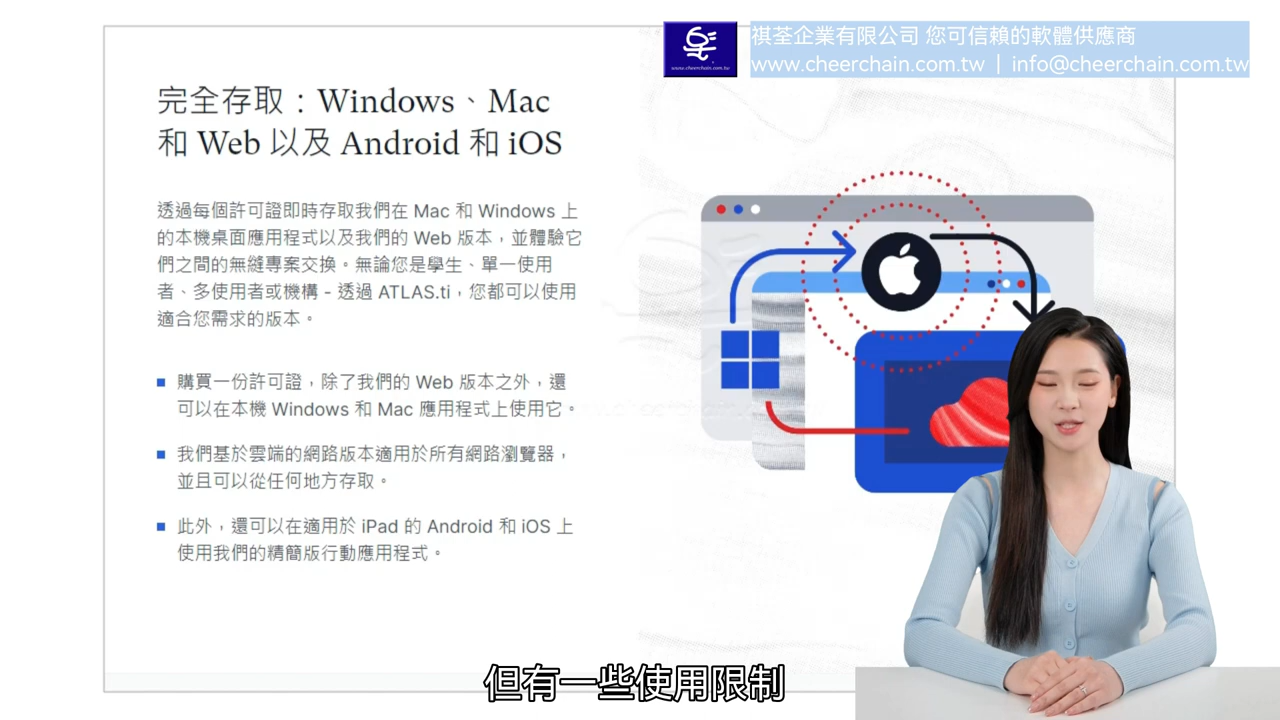 祺荃企業有限公司 您可信賴的軟體供應商
www.cheerchain.com.tw | info@cheerchain.com.tw
www.cheerchain.com.tw
完全存取：Windows、Mac
和 Web 以及 Android 和 iOS
透過每個許可證即時存取我們在 Mac 和 Windows 上
的本機桌面應用程式以及我們的 Web 版本，並體驗它
們之間的無縫專案交換。無論您是學生、單一使用
者、多使用者或機構 - 透過 ATLAS.ti，您都可以使用
適合您需求的版本。
購買一份許可證，除了我們的 Web 版本之外，還
可以在本機 Windows 和 Mac 應用程式上使用它。
我們基於雲端的網路版本適用於所有網路瀏覽器，
並且可以從任何地方存取。
此外，還可以在適用於 iPad 的 Android 和 iOS 上
使用我們的精簡版行動應用程式。
但有一些使用限制